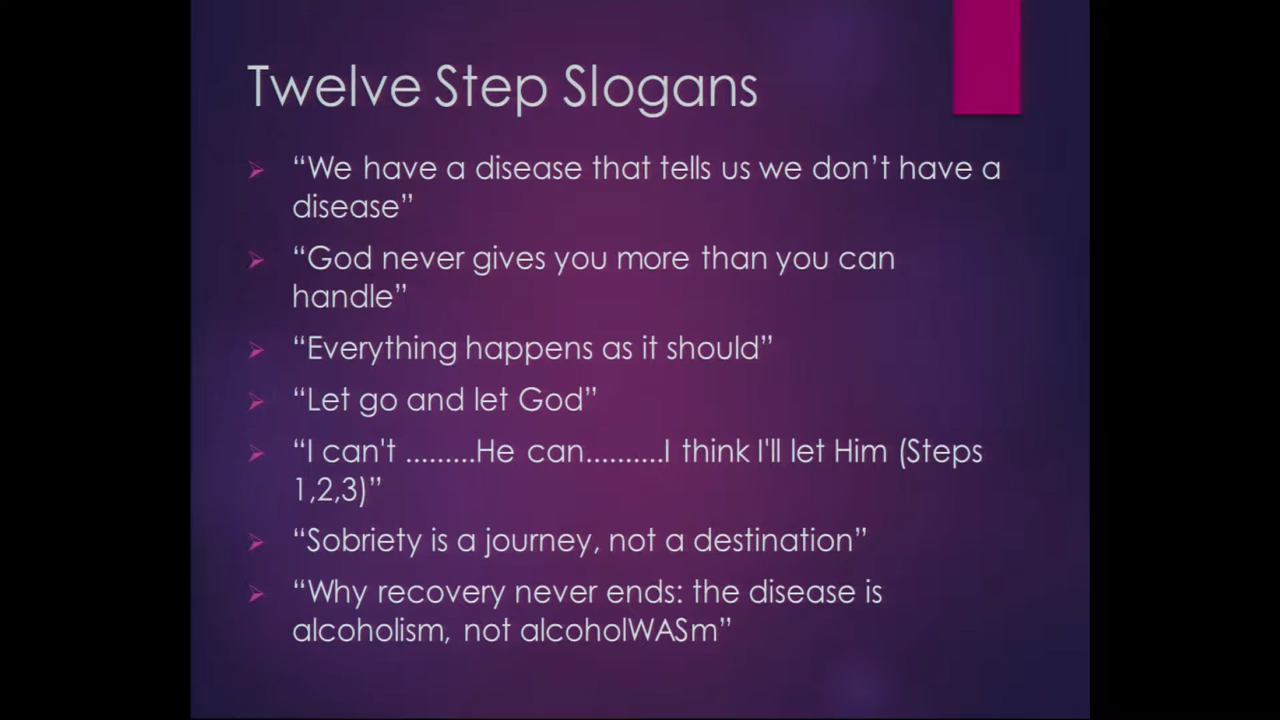 Twelve Step Slogans
“We have a disease that tells us we don’t have a
disease”
“God never gives you more than you can
handle”
“Everything happens as it should”
“Let go and let God”
“I can't .........He can..........I think I'll let Him (Steps
1,2,3)”
“Sobriety is a journey, not a destination”
“Why recovery never ends: the disease is
alcoholism, not alcoholWASm”